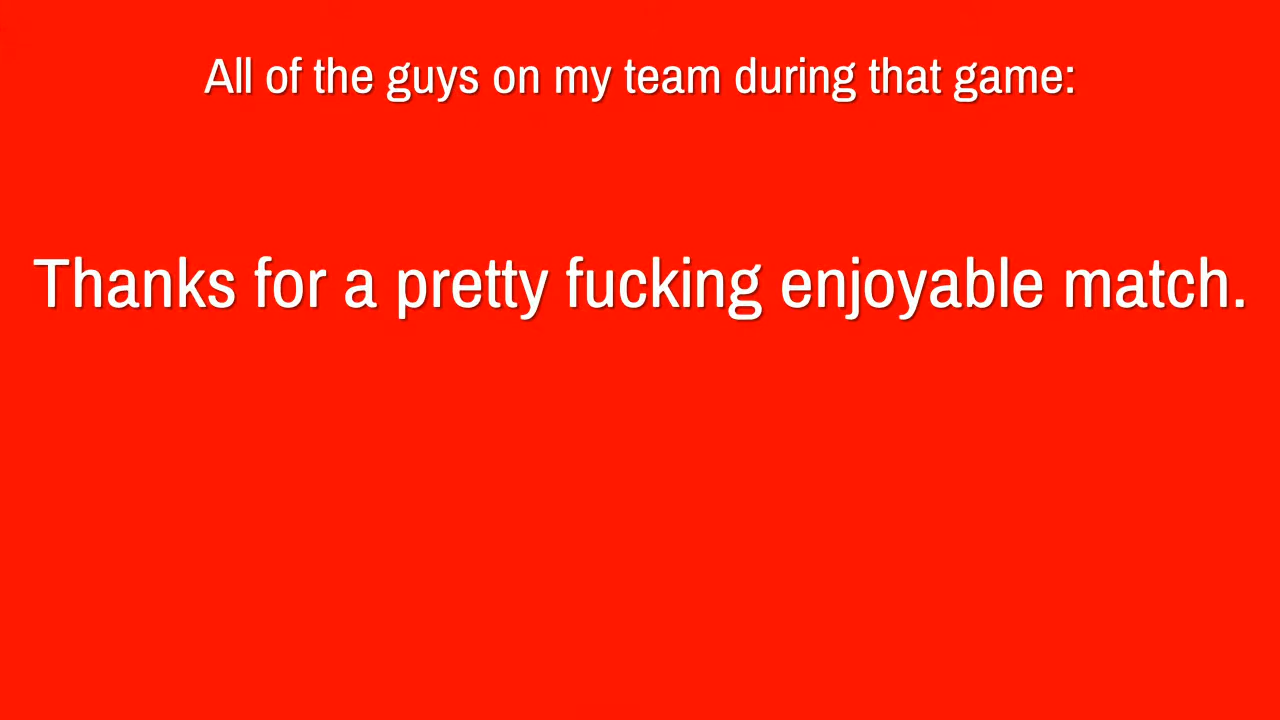 All of the guys on my team during that game:
Thanks for a pretty fucking enjoyable match.